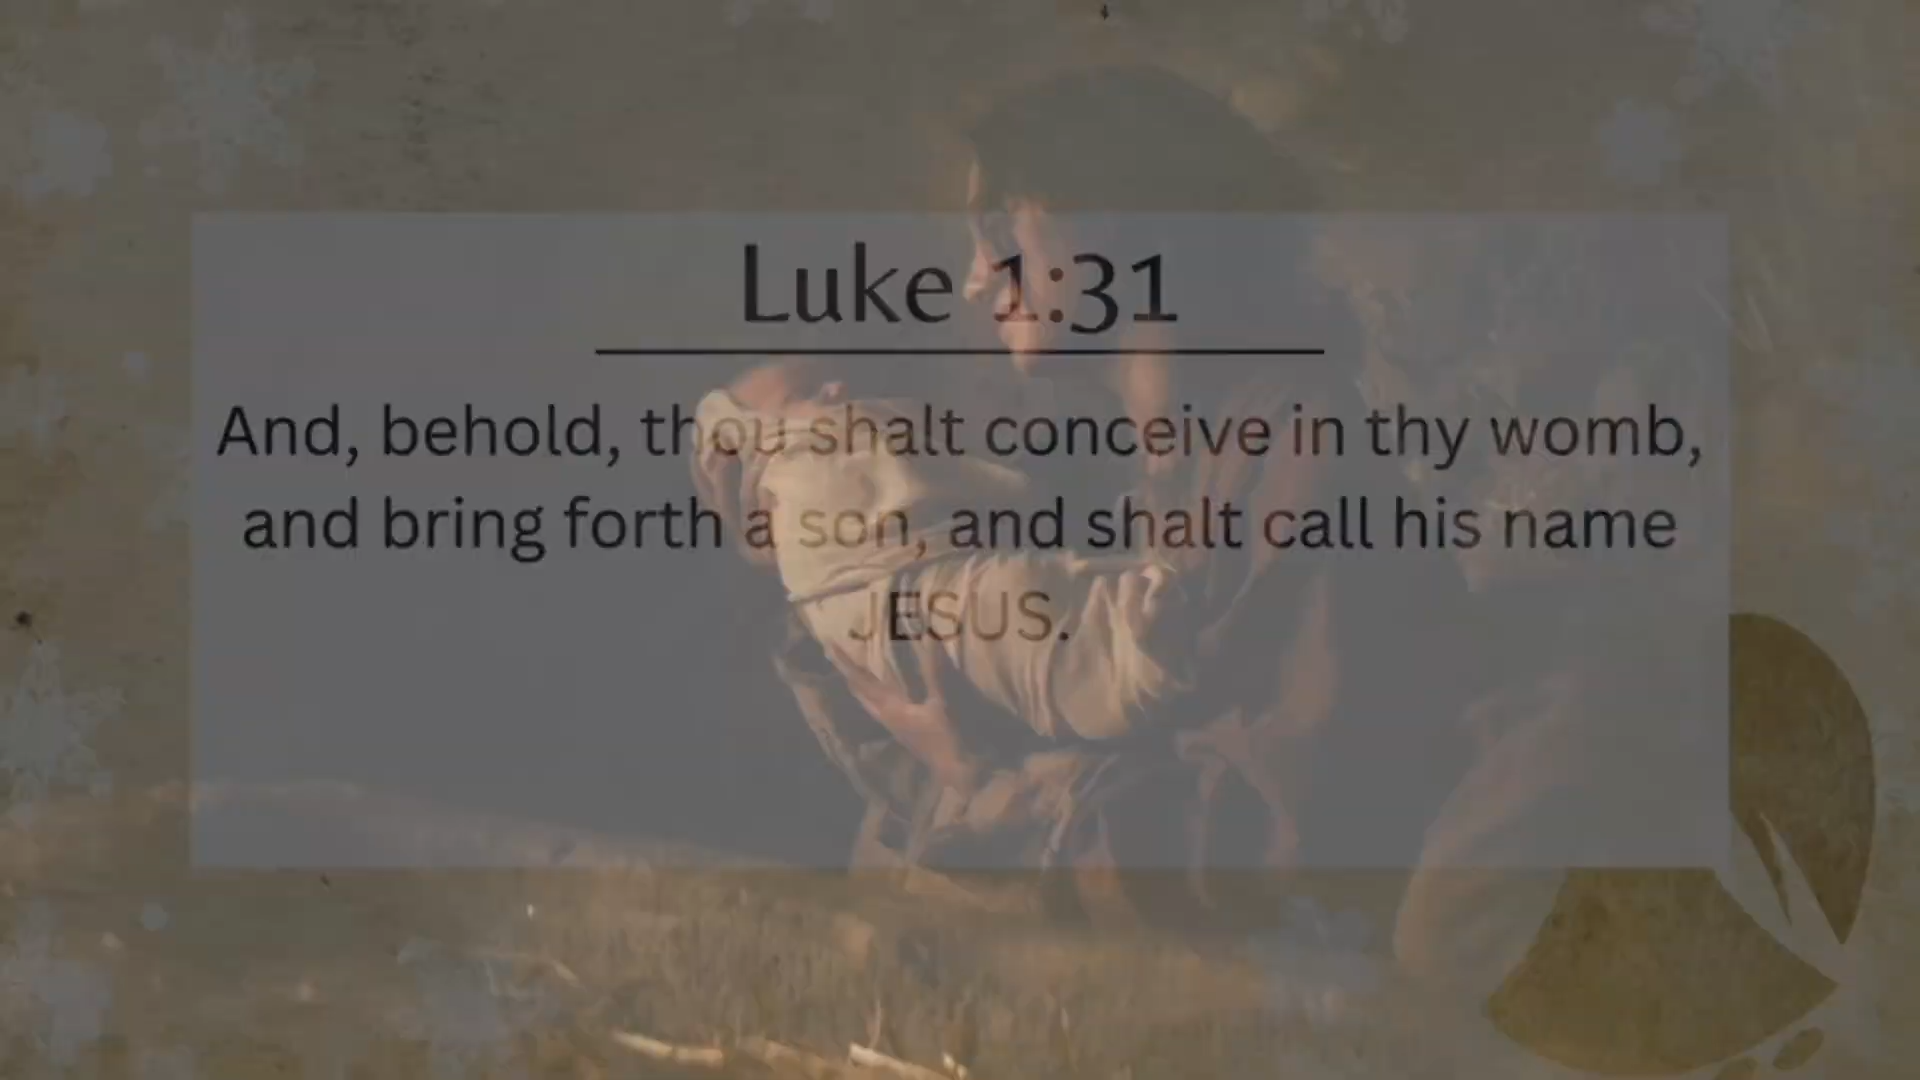 Luke 1:31
And, behold, thou shalt conceive in thy womb,
and bring forth a son, and shalt call his name
JESUS.